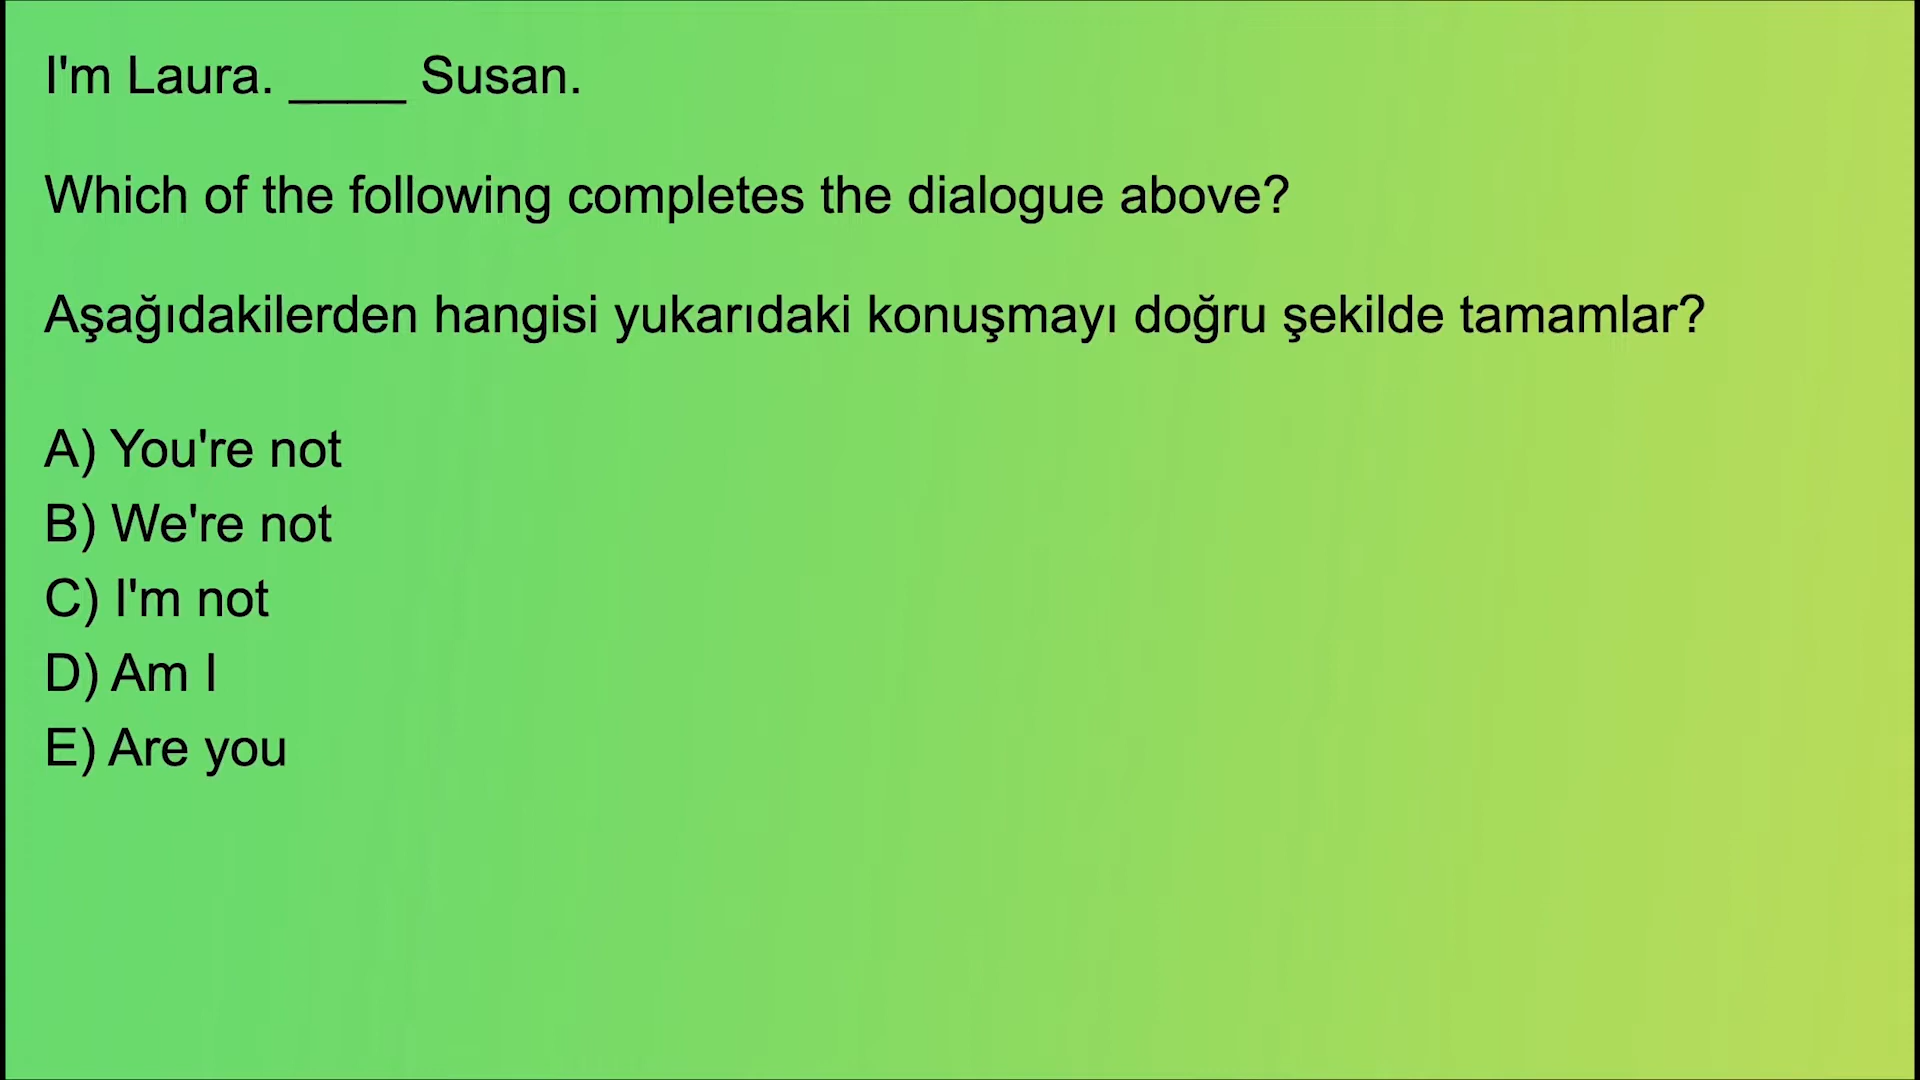 I'm Laura. ____ Susan.
Which of the following completes the dialogue above?
Aşağıdakilerden hangisi yukarıdaki konuşmayı doğru şekilde tamamlar?
A) You're not
B) We're not
C) I'm not
D) Am I
E) Are you